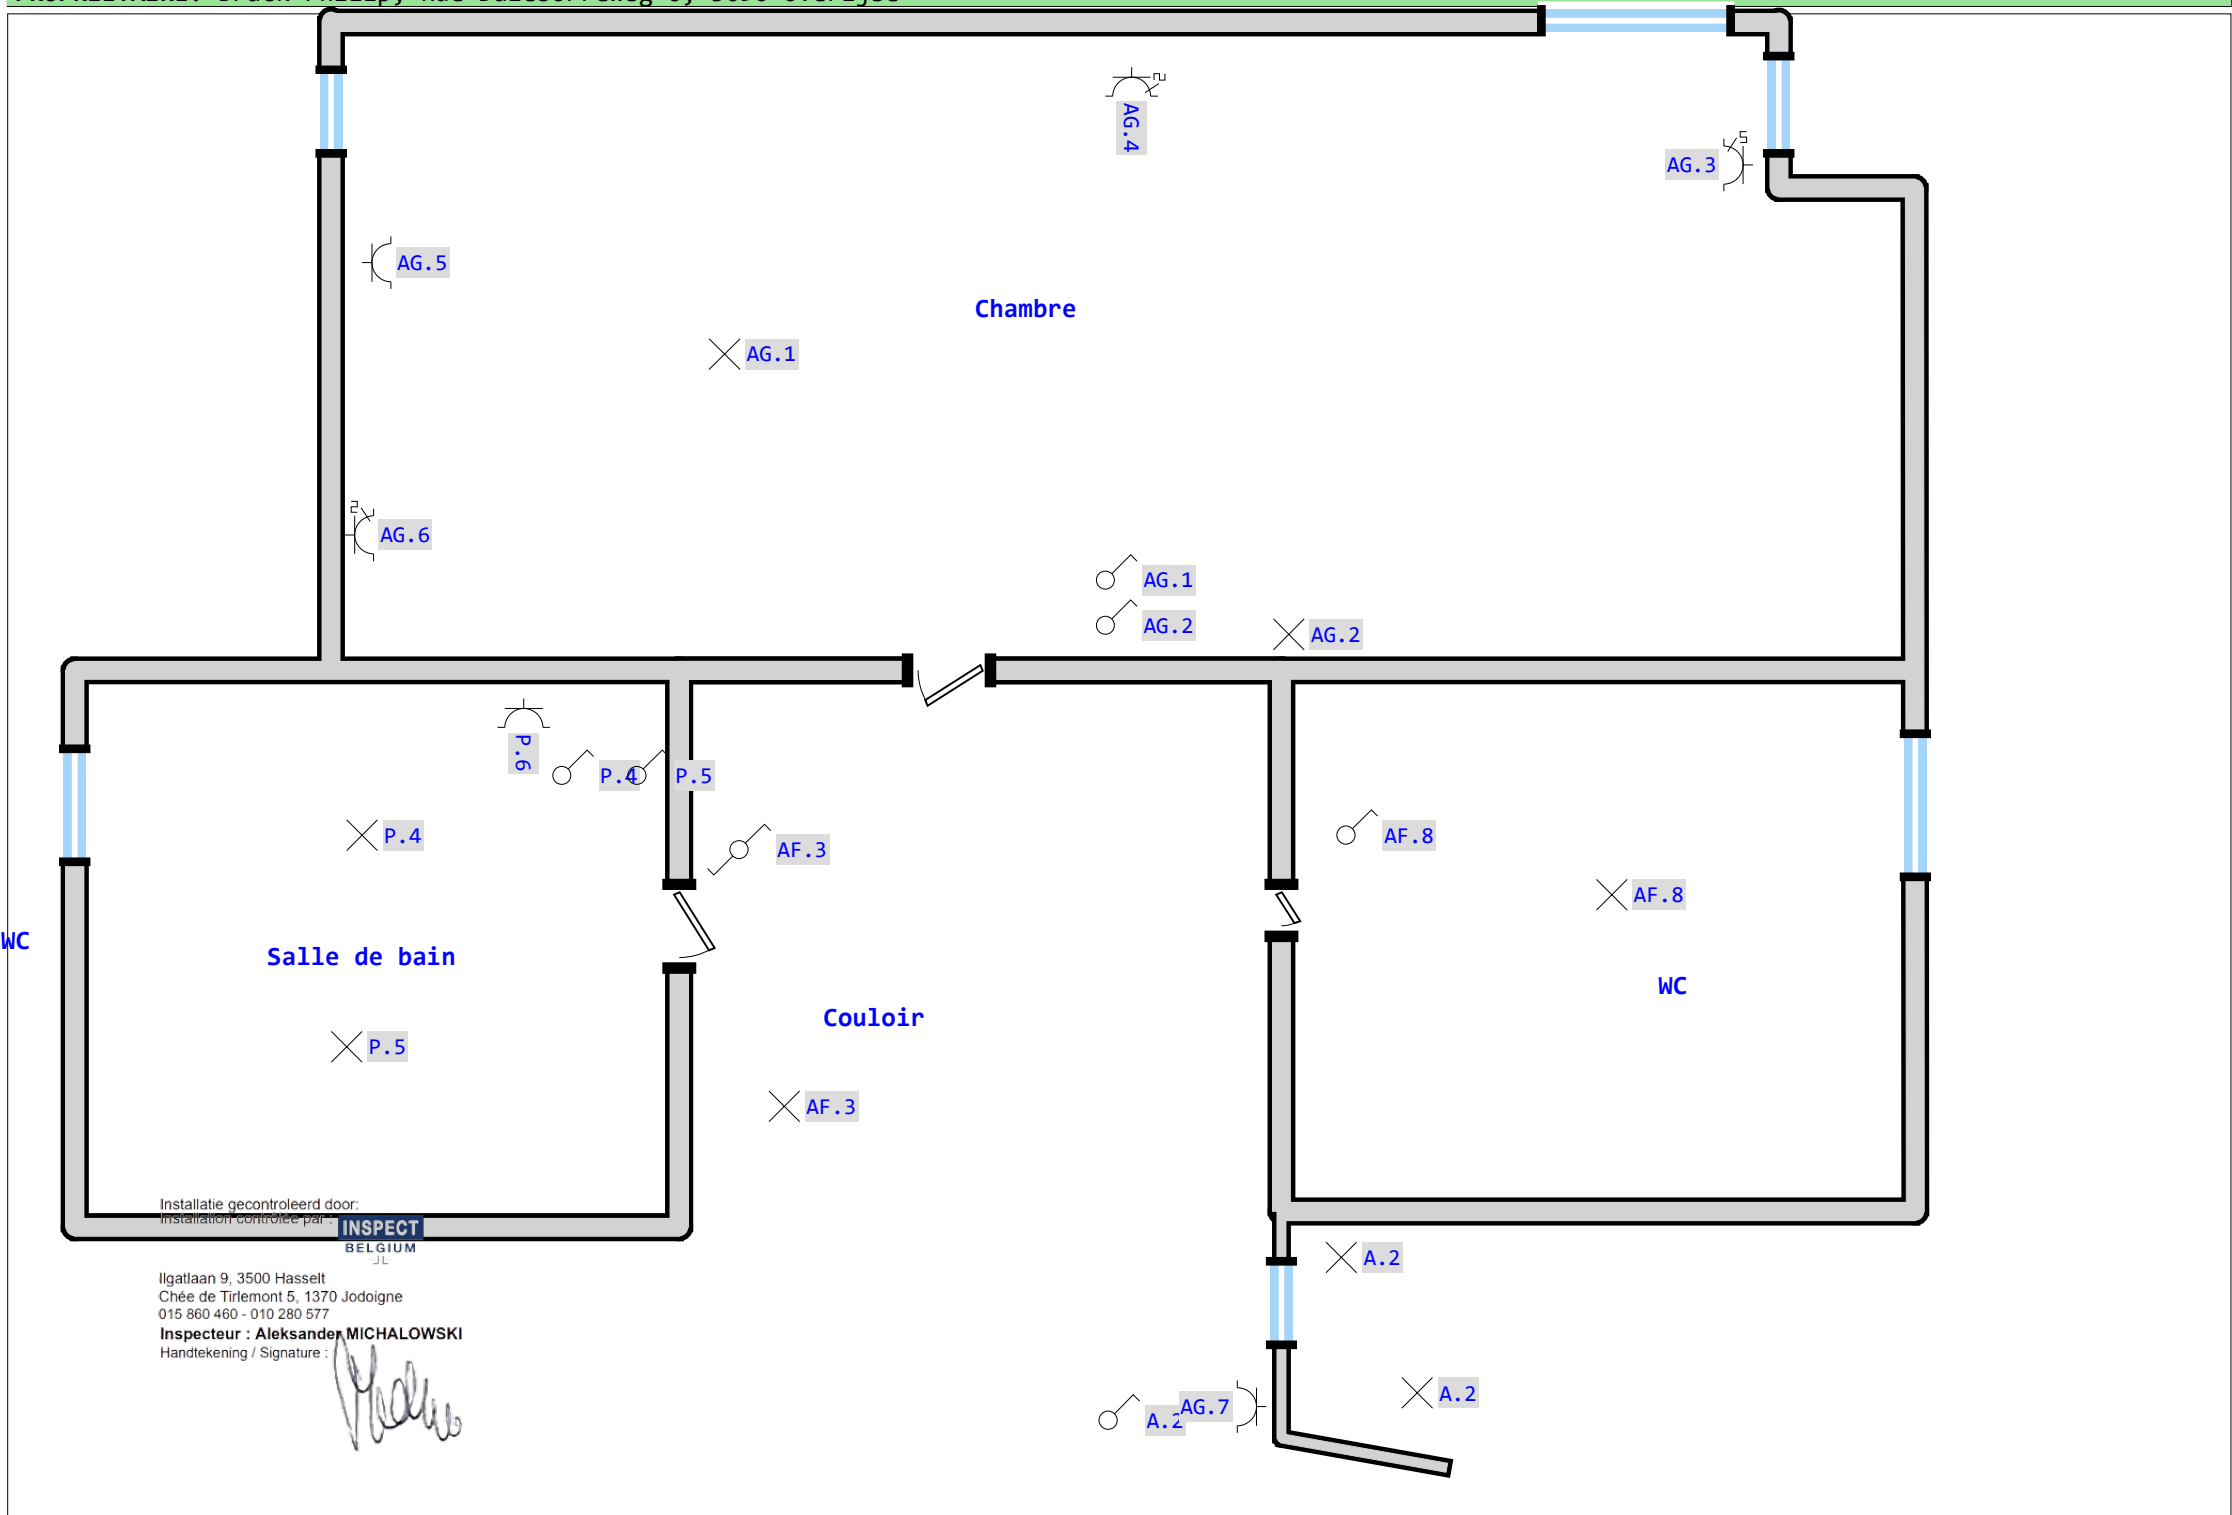 AG.4
AG.3
AG.5
Chambre
AG.1
AG.6
AG.1
AG.2
AG.2
P.6
P.4
P.5
P.4
AF.3
AF.8
AF.8
WC
Salle de bain
WC
Couloir
P.5
AF.3
Installatie gecontroleerd door:
Installation contrôlée par :
INSPECT
BELGIUM
Ilgatlaan 9, 3500 Hasselt
Chée de Tirlemont 5, 1370 Jodoigne
015 860 460 - 010 280 577
Inspecteur : Aleksander MICHALOWSKI
Handtekening / Signature :
A.2
A.2
A.2
AG.7